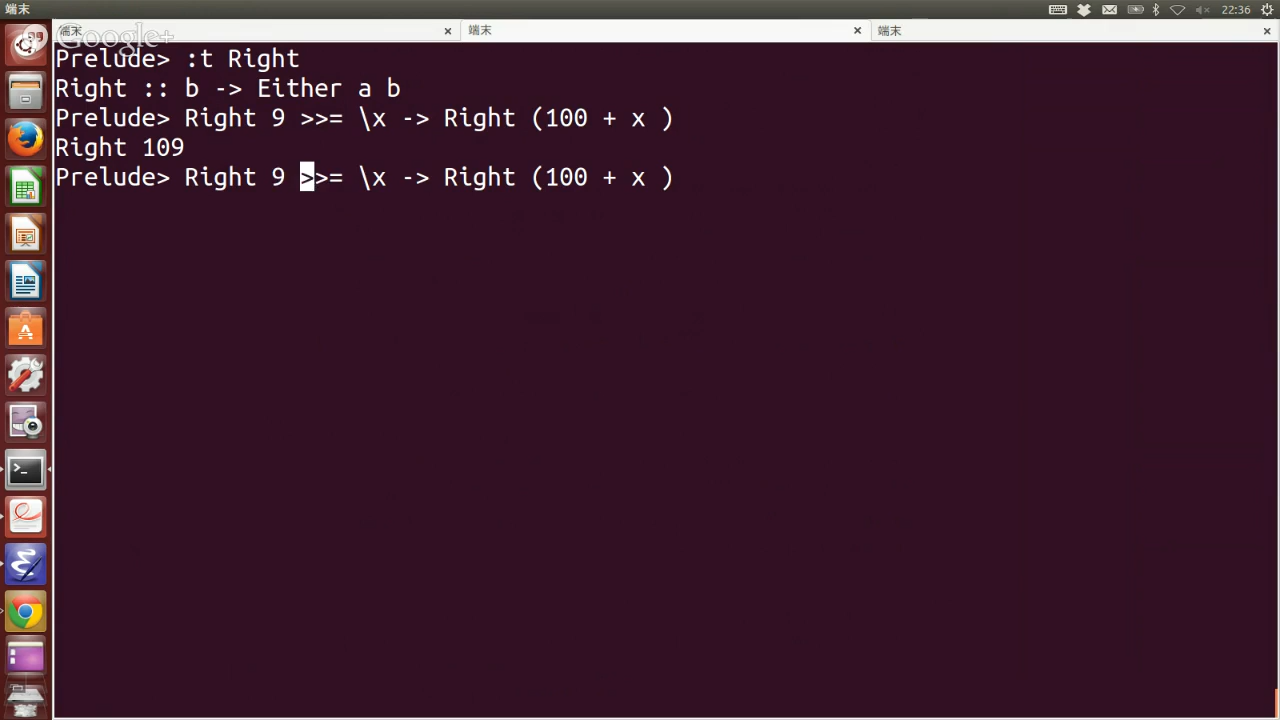 端末
22:36
端末
端末
端末
Google+
Prelude> :t Right
Right :: b -> Either a b
Prelude> Right 9 >>= \x -> Right (100 + x )
Right 109
Prelude> Right 9 >>= \x -> Right (100 + x )